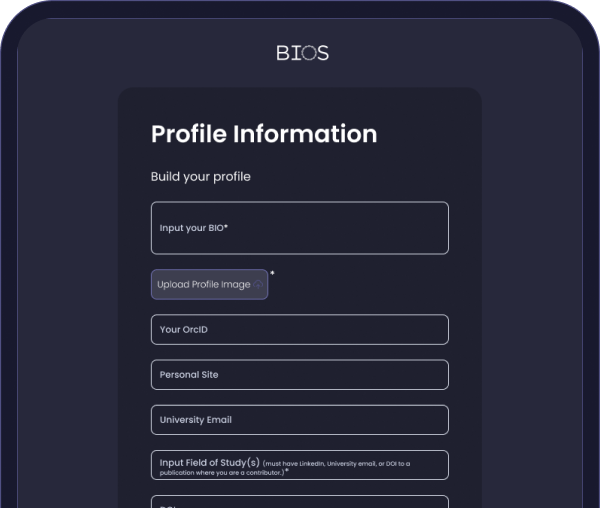 BIOS
Profile Information
Build your profile
Input your BIO*
Upload Profile Image
*
Your OrcID
Personal Site
University Email
Input Field of Study(s) (must have LinkedIn, University email, or DOI to a
publication where you are a contributor.)*